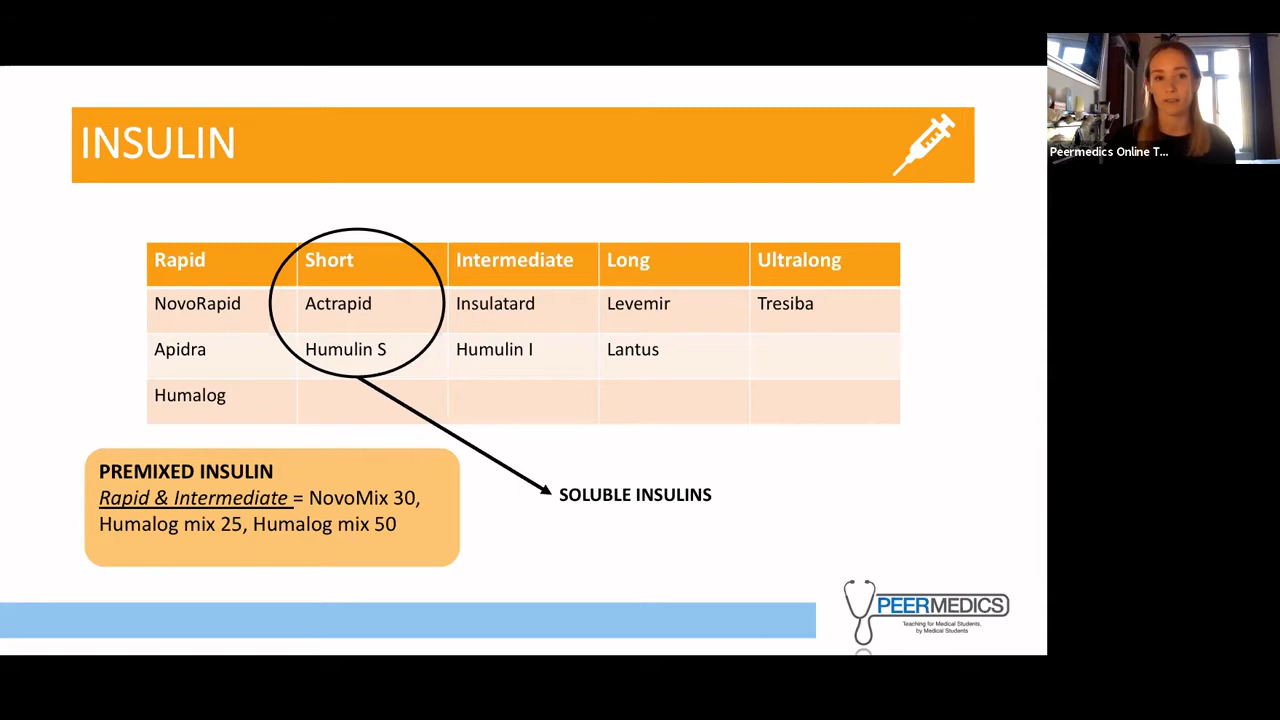 INSULIN
Peermedics Online T...
Rapid Short Intermediate Long Ultralong
NovoRapid Actrapid Insulatard Levemir Tresiba
Apidra Humulin S Humulin I Lantus
Humalog
PREMIXED INSULIN
Rapid & Intermediate = NovoMix 30,
Humalog mix 25, Humalog mix 50
SOLUBLE INSULINS
PEERMEDICS
Teaching for Medical Students,
by Medical Students